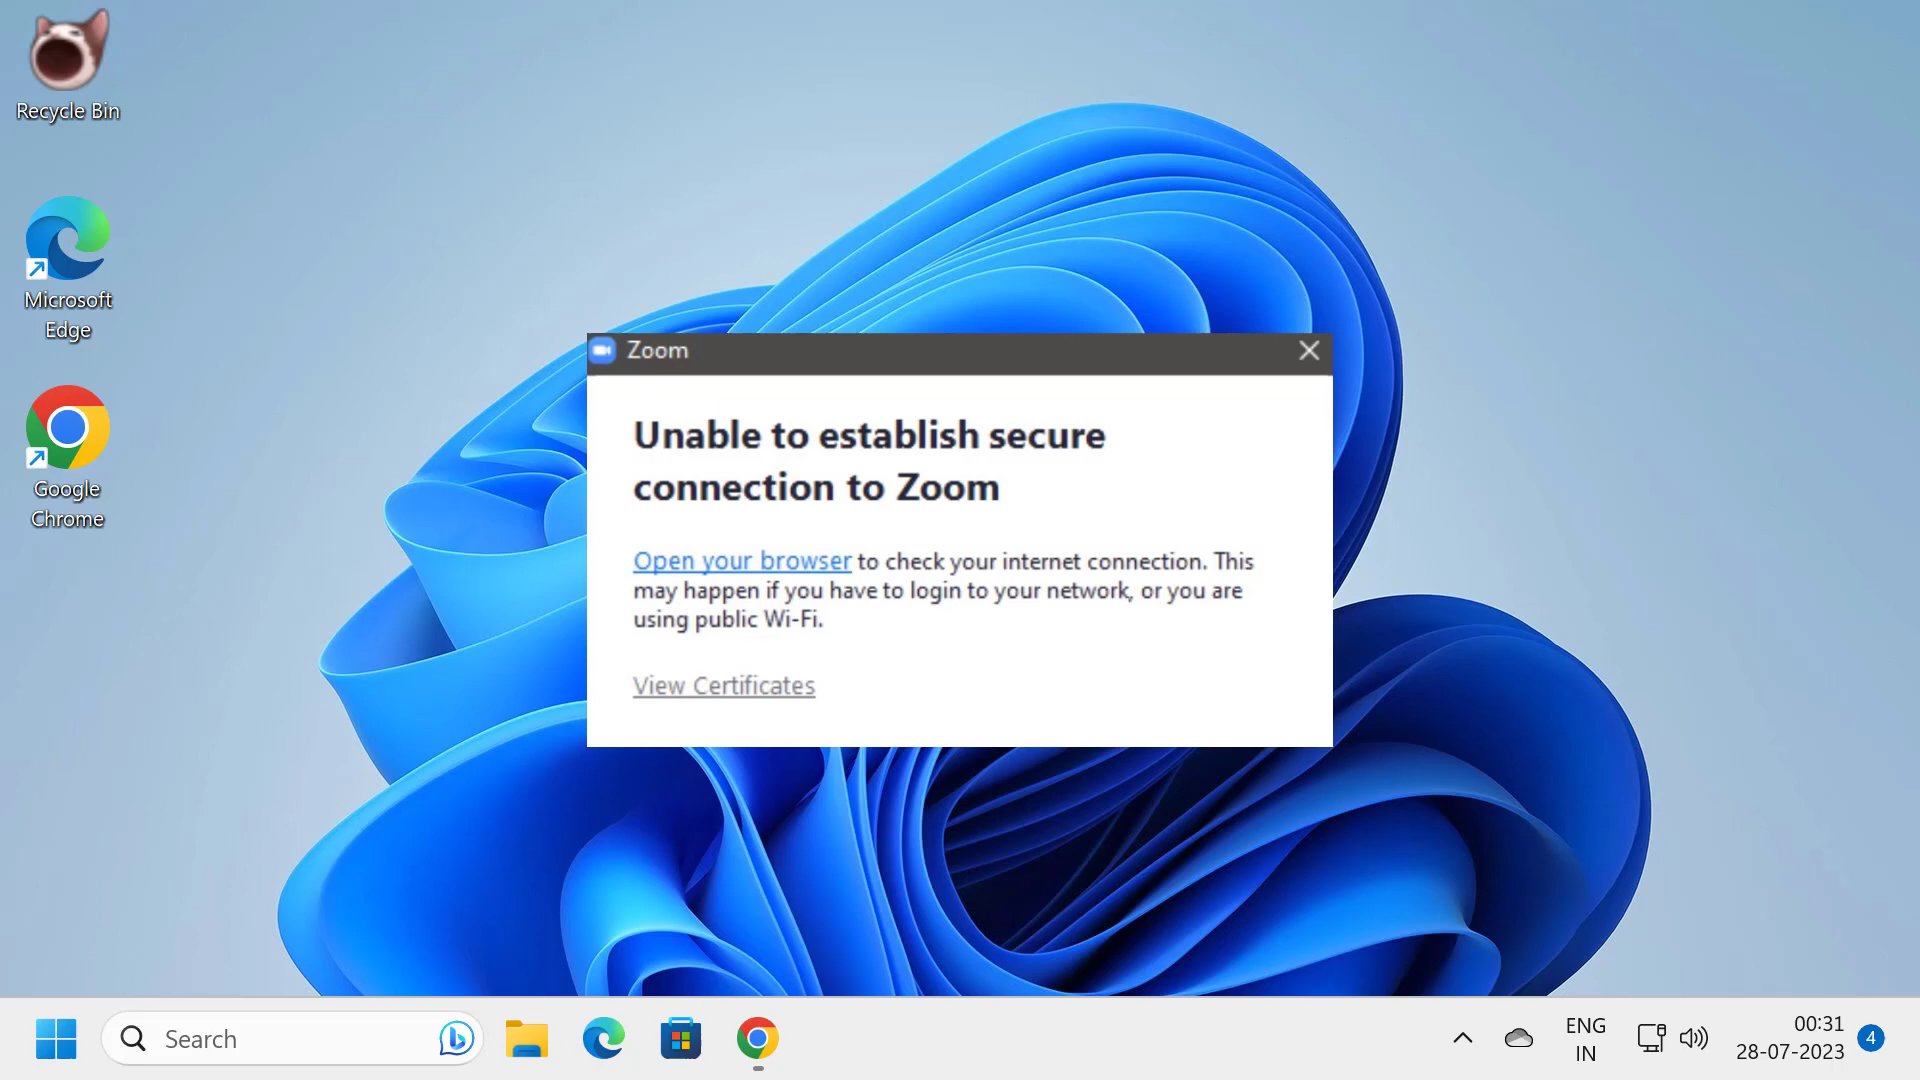 Recycle Bin
Microsoft
Edge
Google
Chrome
Zoom
Unable to establish secure
connection to Zoom
Open your browser to check your internet connection. This
may happen if you have to login to your network, or you are
using public Wi-Fi.
View Certificates
Search
ENG
IN
00:31
28-07-2023
4